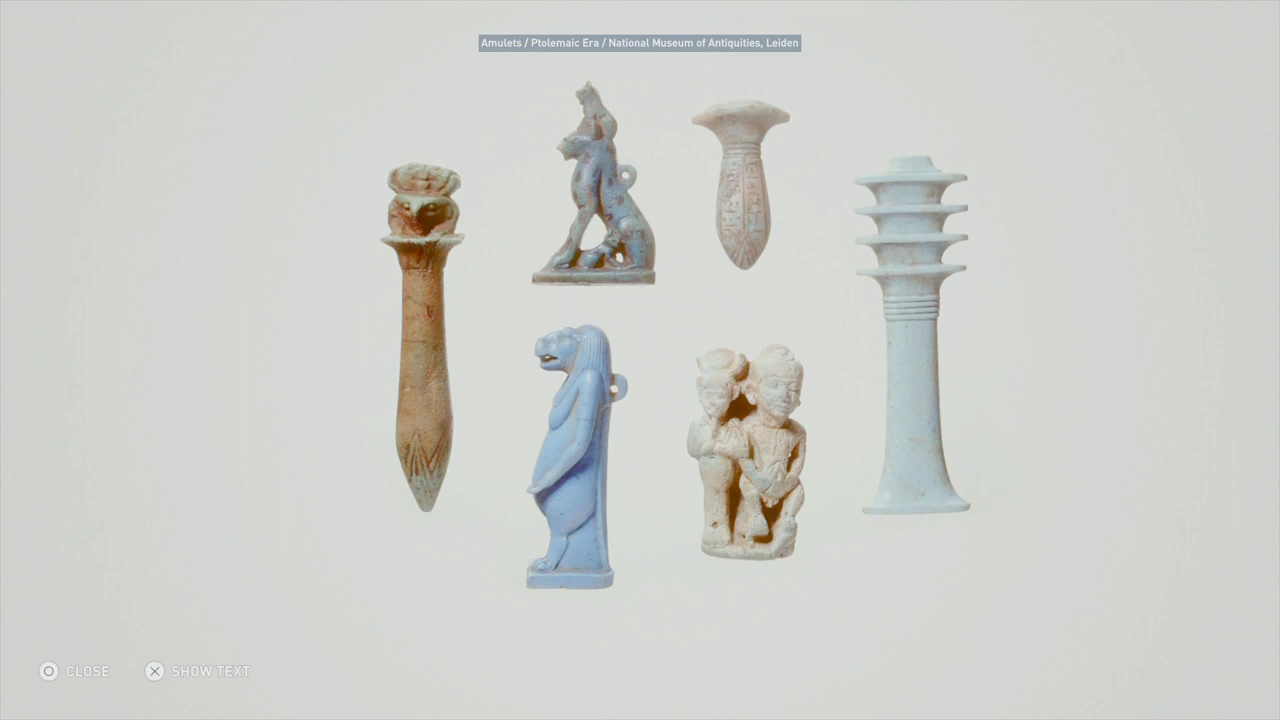 Amulets / Ptolemaic Era / National Museum of Antiquities, Leiden
CLOSE
SHOW TEXT